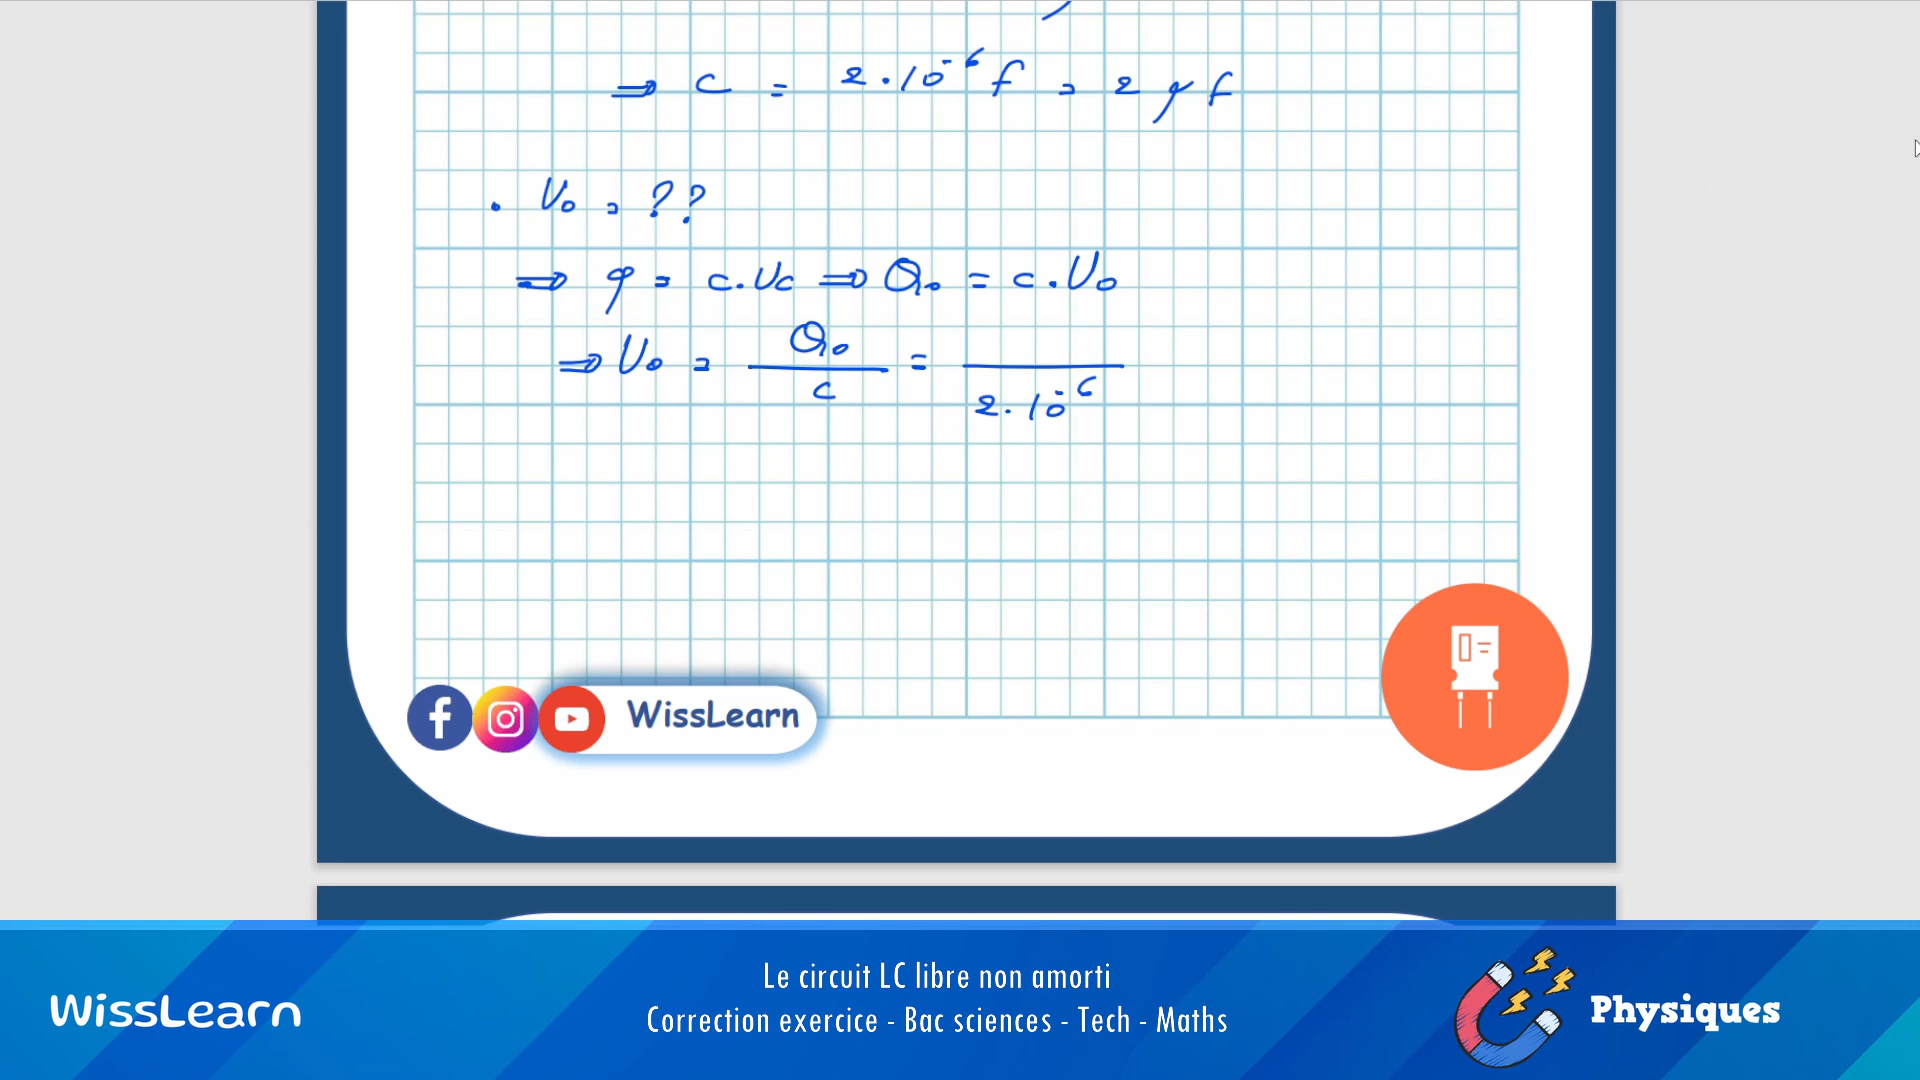 ⇒ C = 2.10⁻⁶ F = 2 μF
• U₀ = ??
⇒ q = c.Uc ⇒ Q₀ = c.U₀
⇒ U₀ = Q₀/c = /2.10⁻⁶
WissLearn
WissLearn
Le circuit LC libre non amorti
Correction exercice - Bac sciences - Tech - Maths
Physiques